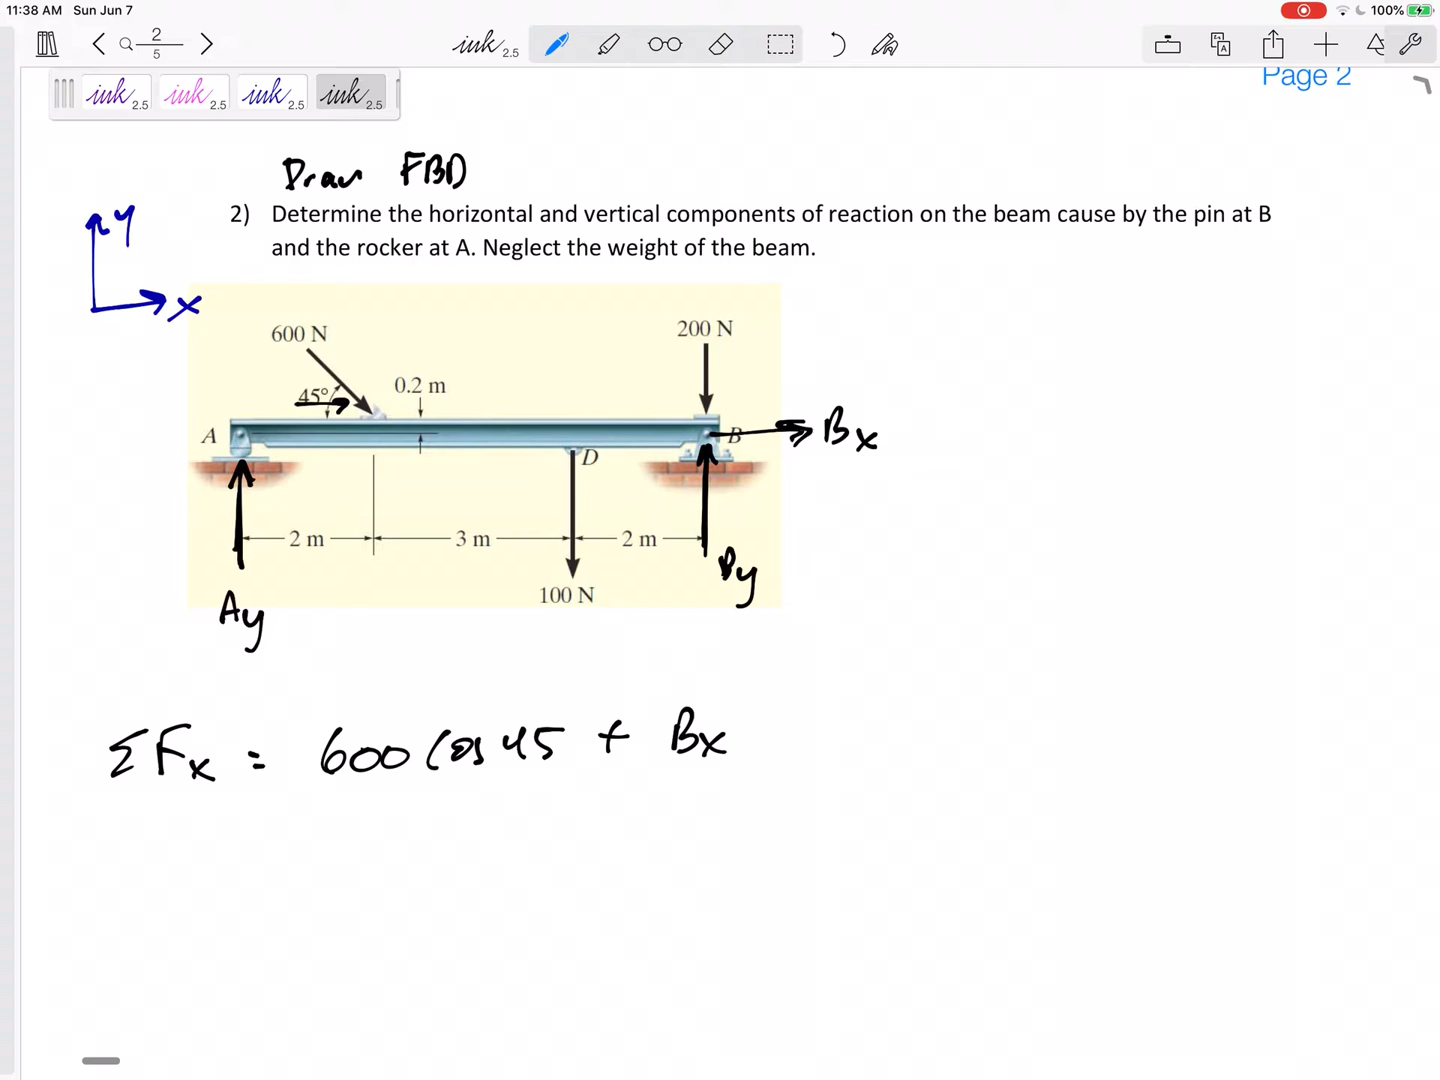 11:38 AM Sun Jun 7
100%
2
5
ink 2.5
ink 2.5
ink 2.5
ink 2.5
ink 2.5
Page 2
Draw FBD
y
2) Determine the horizontal and vertical components of reaction on the beam cause by the pin at B
and the rocker at A. Neglect the weight of the beam.
x
600 N
200 N
45°
0.2 m
A
B
Bx
D
2 m
3 m
2 m
100 N
By
Ay
ΣFx = 600 Cos 45 + Bx